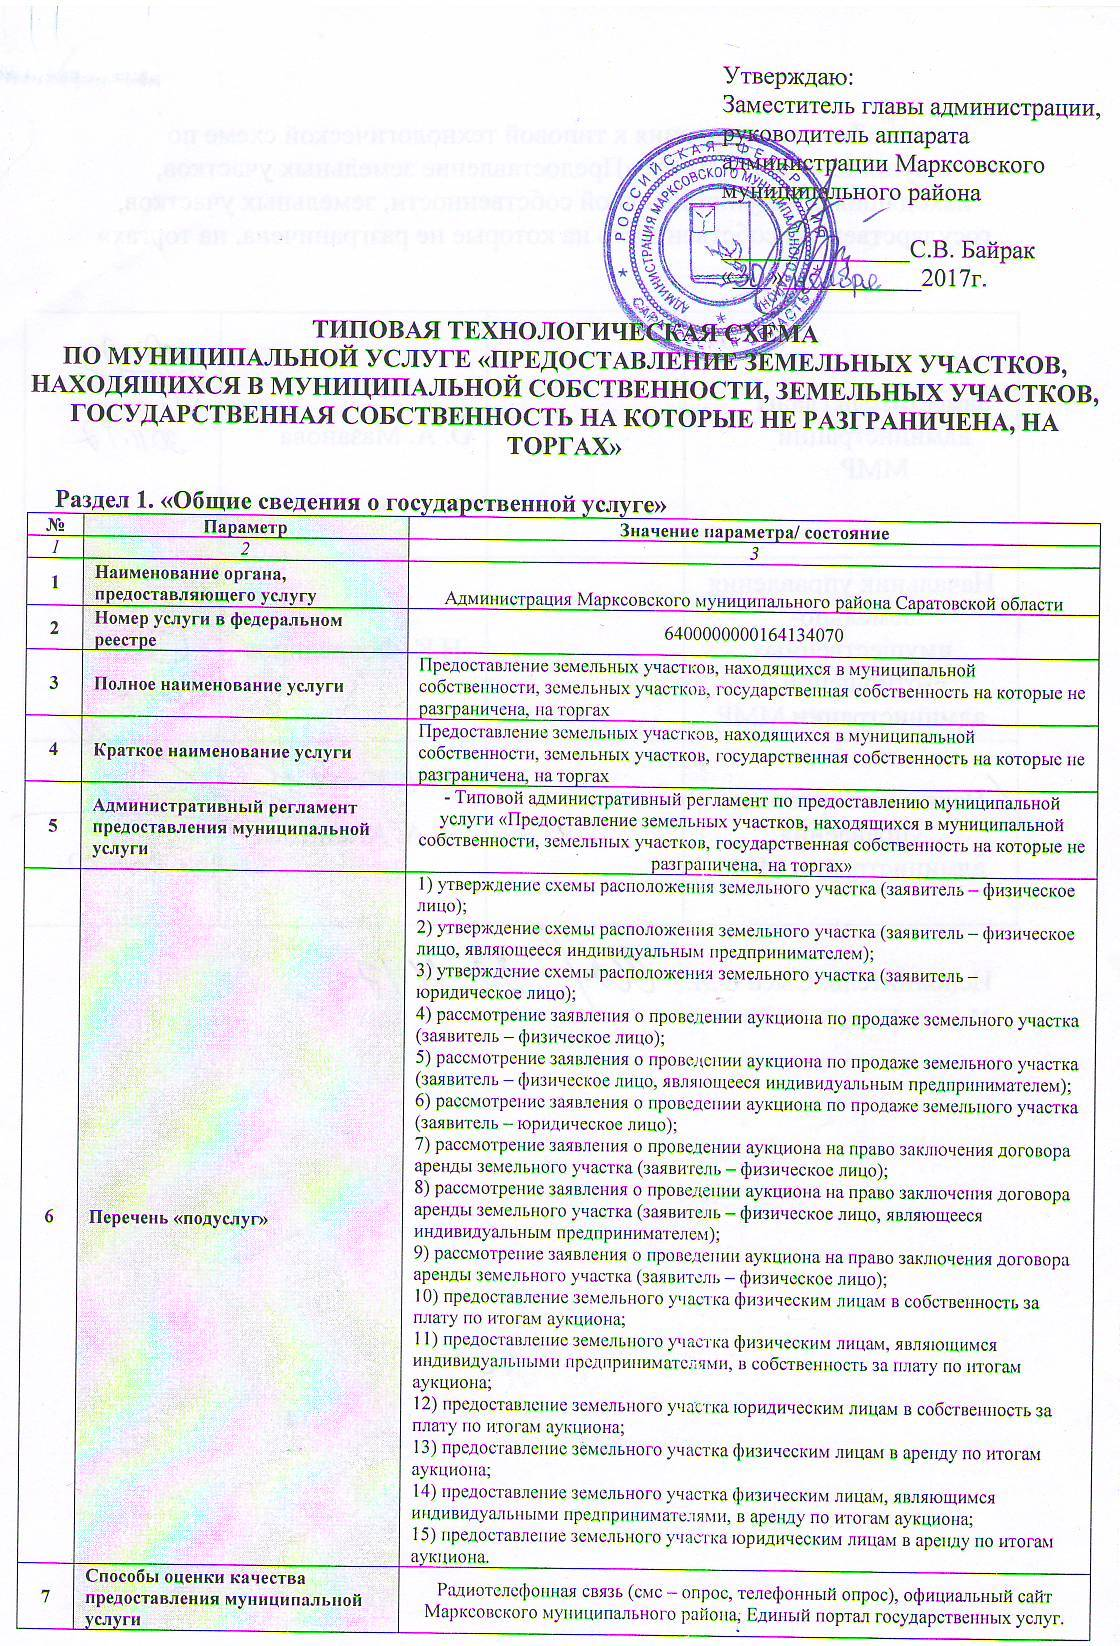 Утверждаю:
Заместитель главы администрации,
руководитель аппарата
администрации Марксовского
муниципального района
С.В. Байрак
«30» 2017г.
РОССИЙСКАЯ ФЕДЕРАЦИЯ
АДМИНИСТРАЦИЯ МАРКСОВСКОГО МУНИЦИПАЛЬНОГО РАЙОНА
САРАТОВСКАЯ ОБЛАСТЬ
ТИПОВАЯ ТЕХНОЛОГИЧЕСКАЯ СХЕМА
ПО МУНИЦИПАЛЬНОЙ УСЛУГЕ «ПРЕДОСТАВЛЕНИЕ ЗЕМЕЛЬНЫХ УЧАСТКОВ,
НАХОДЯЩИХСЯ В МУНИЦИПАЛЬНОЙ СОБСТВЕННОСТИ, ЗЕМЕЛЬНЫХ УЧАСТКОВ,
ГОСУДАРСТВЕННАЯ СОБСТВЕННОСТЬ НА КОТОРЫЕ НЕ РАЗГРАНИЧЕНА, НА
ТОРГАХ»
Раздел 1. «Общие сведения о государственной услуге»
№ Параметр Значение параметра/ состояние
1 2 3
1 Наименование органа,
предоставляющего услугу
Администрация Марксовского муниципального района Саратовской области
2 Номер услуги в федеральном
реестре
6400000000164134070
3 Полное наименование услуги
Предоставление земельных участков, находящихся в муниципальной
собственности, земельных участков, государственная собственность на которые не
разграничена, на торгах
4 Краткое наименование услуги
Предоставление земельных участков, находящихся в муниципальной
собственности, земельных участков, государственная собственность на которые не
разграничена, на торгах
5 Административный регламент
предоставления муниципальной
услуги
- Типовой административный регламент по предоставлению муниципальной
услуги «Предоставление земельных участков, находящихся в муниципальной
собственности, земельных участков, государственная собственность на которые не
разграничена, на торгах»
6 Перечень «подуслуг»
1) утверждение схемы расположения земельного участка (заявитель – физическое
лицо);
2) утверждение схемы расположения земельного участка (заявитель – физическое
лицо, являющееся индивидуальным предпринимателем);
3) утверждение схемы расположения земельного участка (заявитель –
юридическое лицо);
4) рассмотрение заявления о проведении аукциона по продаже земельного участка
(заявитель – физическое лицо);
5) рассмотрение заявления о проведении аукциона по продаже земельного участка
(заявитель – физическое лицо, являющееся индивидуальным предпринимателем);
6) рассмотрение заявления о проведении аукциона по продаже земельного участка
(заявитель – юридическое лицо);
7) рассмотрение заявления о проведении аукциона на право заключения договора
аренды земельного участка (заявитель – физическое лицо);
8) рассмотрение заявления о проведении аукциона на право заключения договора
аренды земельного участка (заявитель – физическое лицо, являющееся
индивидуальным предпринимателем);
9) рассмотрение заявления о проведении аукциона на право заключения договора
аренды земельного участка (заявитель – физическое лицо);
10) предоставление земельного участка физическим лицам в собственность за
плату по итогам аукциона;
11) предоставление земельного участка физическим лицам, являющимся
индивидуальными предпринимателями, в собственность за плату по итогам
аукциона;
12) предоставление земельного участка юридическим лицам в собственность за
плату по итогам аукциона;
13) предоставление земельного участка физическим лицам в аренду по итогам
аукциона;
14) предоставление земельного участка физическим лицам, являющимся
индивидуальными предпринимателями, в аренду по итогам аукциона;
15) предоставление земельного участка юридическим лицам в аренду по итогам
аукциона.
7 Способы оценки качества
предоставления муниципальной
услуги
Радиотелефонная связь (смс – опрос, телефонный опрос), официальный сайт
Марксовского муниципального района, Единый портал государственных услуг.